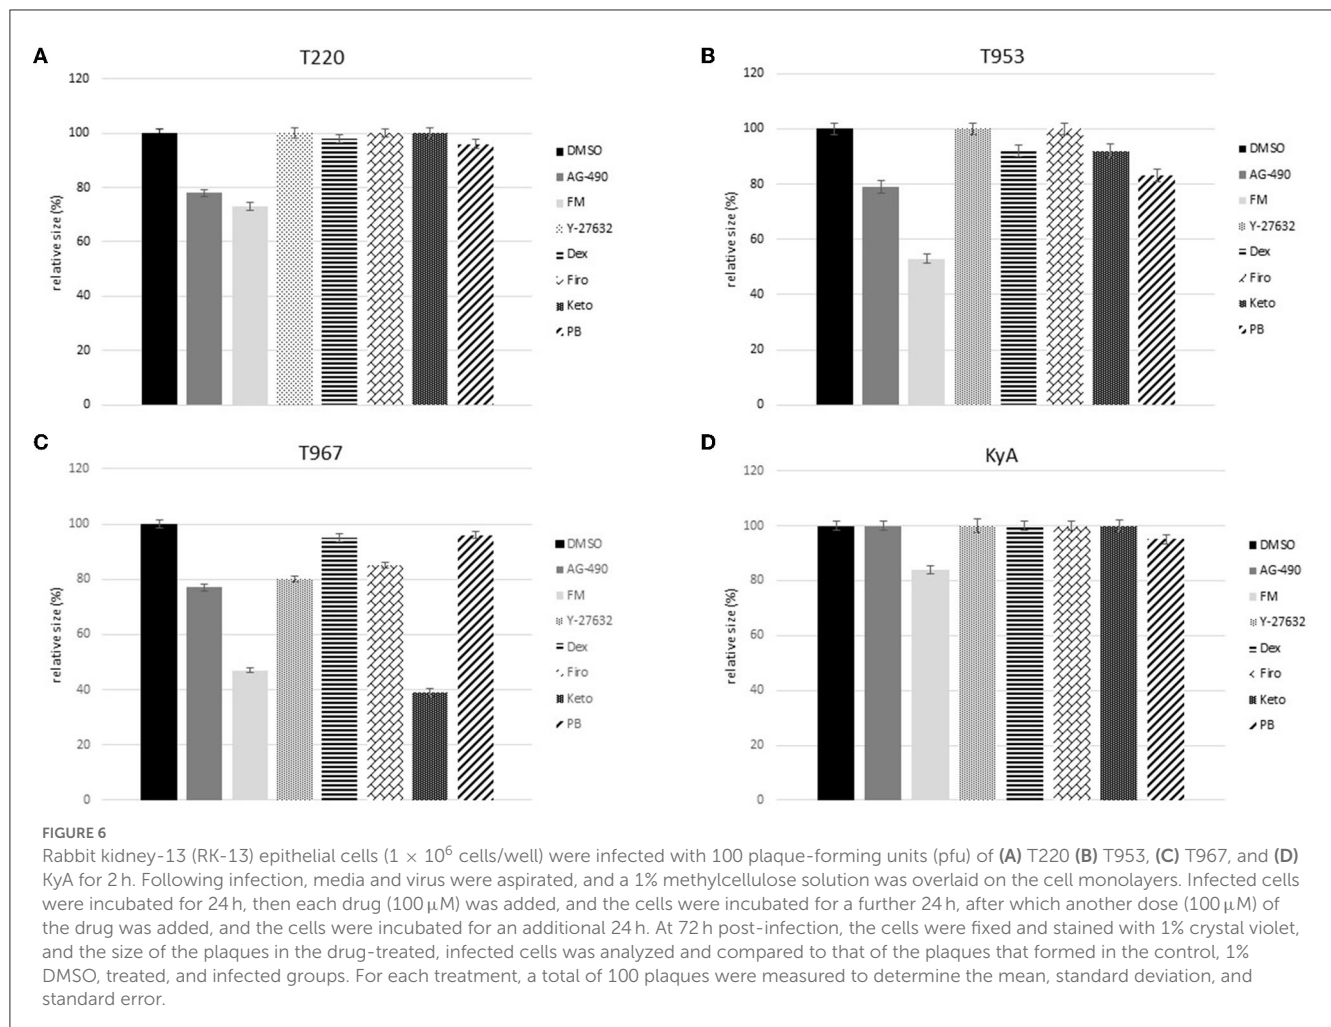 A
T220
120
100
80
60
40
20
0
relative size (%)
DMSO
AG-490
FM
Y-27632
Dex
Firo
Keto
PB
B
T953
120
100
80
60
40
20
0
relative size (%)
DMSO
AG-490
FM
Y-27632
Dex
Firo
Keto
PB
C
T967
120
100
80
60
40
20
0
relative size (%)
DMSO
AG-490
FM
Y-27632
Dex
Firo
Keto
PB
D
KyA
120
100
80
60
40
20
0
relative size (%)
DMSO
AG-490
FM
Y-27632
Dex
Firo
Keto
PB
FIGURE 6
Rabbit kidney-13 (RK-13) epithelial cells (1 × 10⁶ cells/well) were infected with 100 plaque-forming units (pfu) of (A) T220 (B) T953, (C) T967, and (D)
KyA for 2 h. Following infection, media and virus were aspirated, and a 1% methylcellulose solution was overlaid on the cell monolayers. Infected cells
were incubated for 24 h, then each drug (100 μM) was added, and the cells were incubated for a further 24 h, after which another dose (100 μM) of
the drug was added, and the cells were incubated for an additional 24 h. At 72 h post-infection, the cells were fixed and stained with 1% crystal violet,
and the size of the plaques in the drug-treated, infected cells was analyzed and compared to that of the plaques that formed in the control, 1%
DMSO, treated, and infected groups. For each treatment, a total of 100 plaques were measured to determine the mean, standard deviation, and
standard error.